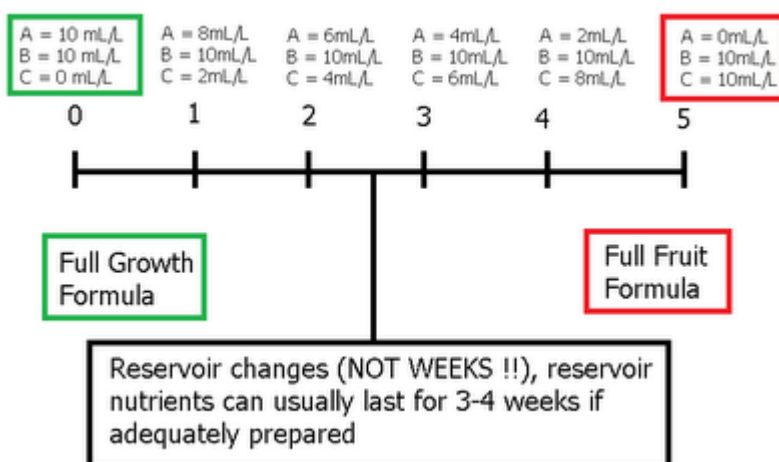 A = 10 mL/L
B = 10 mL/L
C = 0 mL/L
A = 8mL/L
B = 10mL/L
C = 2mL/L
A = 6mL/L
B = 10mL/L
C = 4mL/L
A = 4mL/L
B = 10mL/L
C = 6mL/L
A = 2mL/L
B = 10mL/L
C = 8mL/L
A = 0mL/L
B = 10mL/L
C = 10mL/L
0
1
2
3
4
5
Full Growth
Formula
Full Fruit
Formula
Reservoir changes (NOT WEEKS !!), reservoir
nutrients can usually last for 3-4 weeks if
adequately prepared